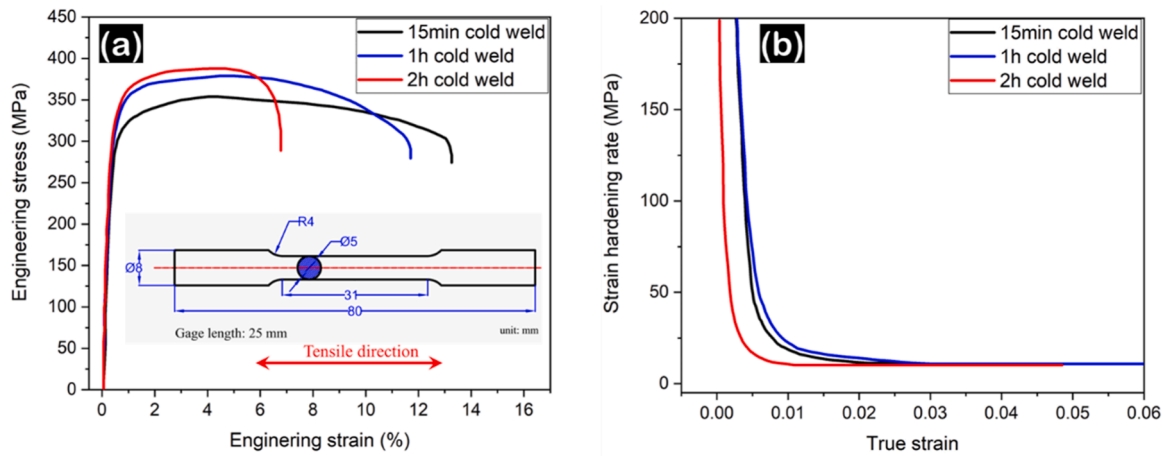 (a)
15min cold weld
1h cold weld
2h cold weld
Engineering stress (MPa)
450
400
350
300
250
200
150
100
50
0
R4
Ø5
Ø8
31
80
Gage length: 25 mm
unit: mm
Tensile direction
0 2 4 6 8 10 12 14 16
Enginering strain (%)
(b)
15min cold weld
1h cold weld
2h cold weld
Strain hardening rate (MPa)
200
150
100
50
0
0.00 0.01 0.02 0.03 0.04 0.05 0.06
True strain